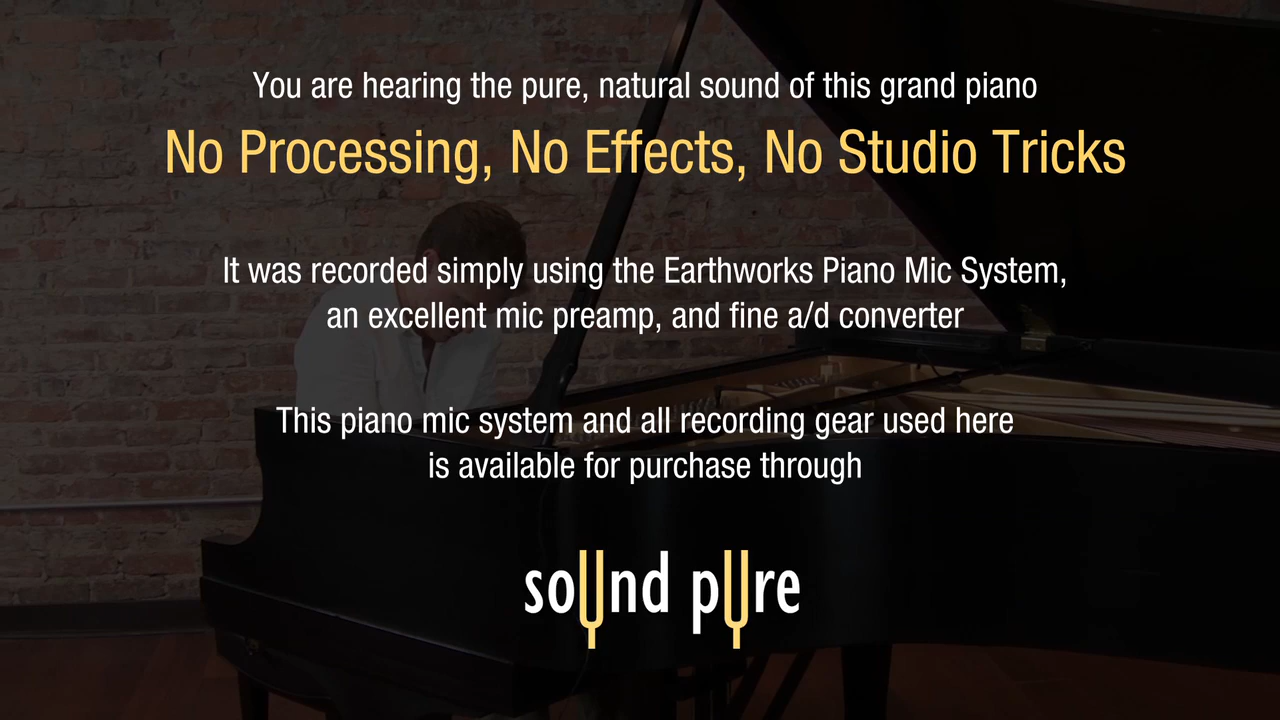 You are hearing the pure, natural sound of this grand piano
No Processing, No Effects, No Studio Tricks
It was recorded simply using the Earthworks Piano Mic System,
an excellent mic preamp, and fine a/d converter
This piano mic system and all recording gear used here
is available for purchase through
sound pure